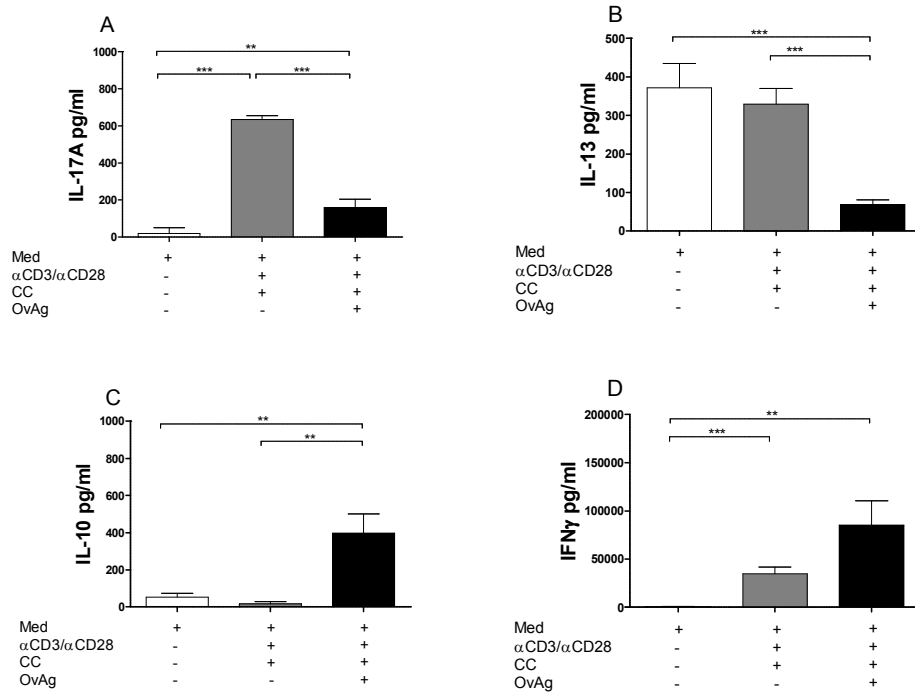 A
IL-17A pg/ml
1000
800
600
400
200
0
**
*** ***
Med + + +
αCD3/αCD28 - + +
CC - + +
OvAg - - +
B
IL-13 pg/ml
500
400
300
200
100
0
***
***
Med + + +
αCD3/αCD28 - + +
CC - + +
OvAg - - +
C
IL-10 pg/ml
1000
800
600
400
200
0
**
**
Med + + +
αCD3/αCD28 - + +
CC - + +
OvAg - - +
D
IFNγ pg/ml
200000
150000
100000
50000
0
**
***
Med + + +
αCD3/αCD28 - + +
CC - + +
OvAg - - +